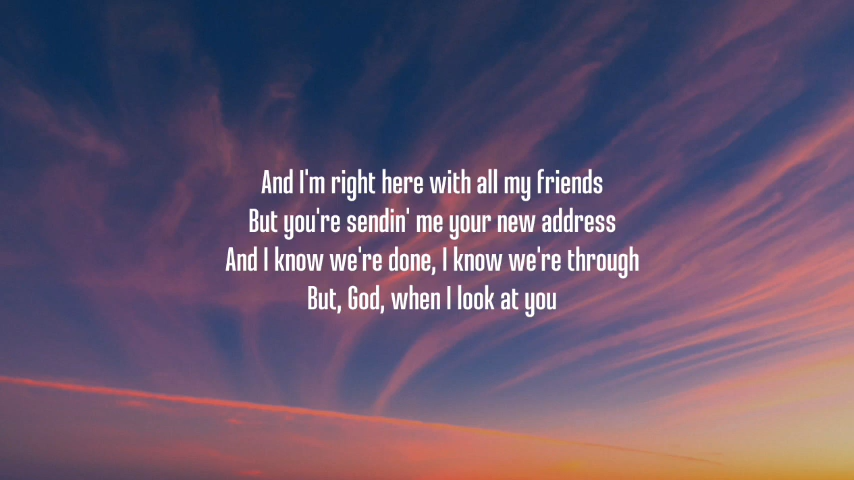 And I'm right here with all my friends
But you're sendin' me your new address
And I know we're done, I know we're through
But, God, when I look at you